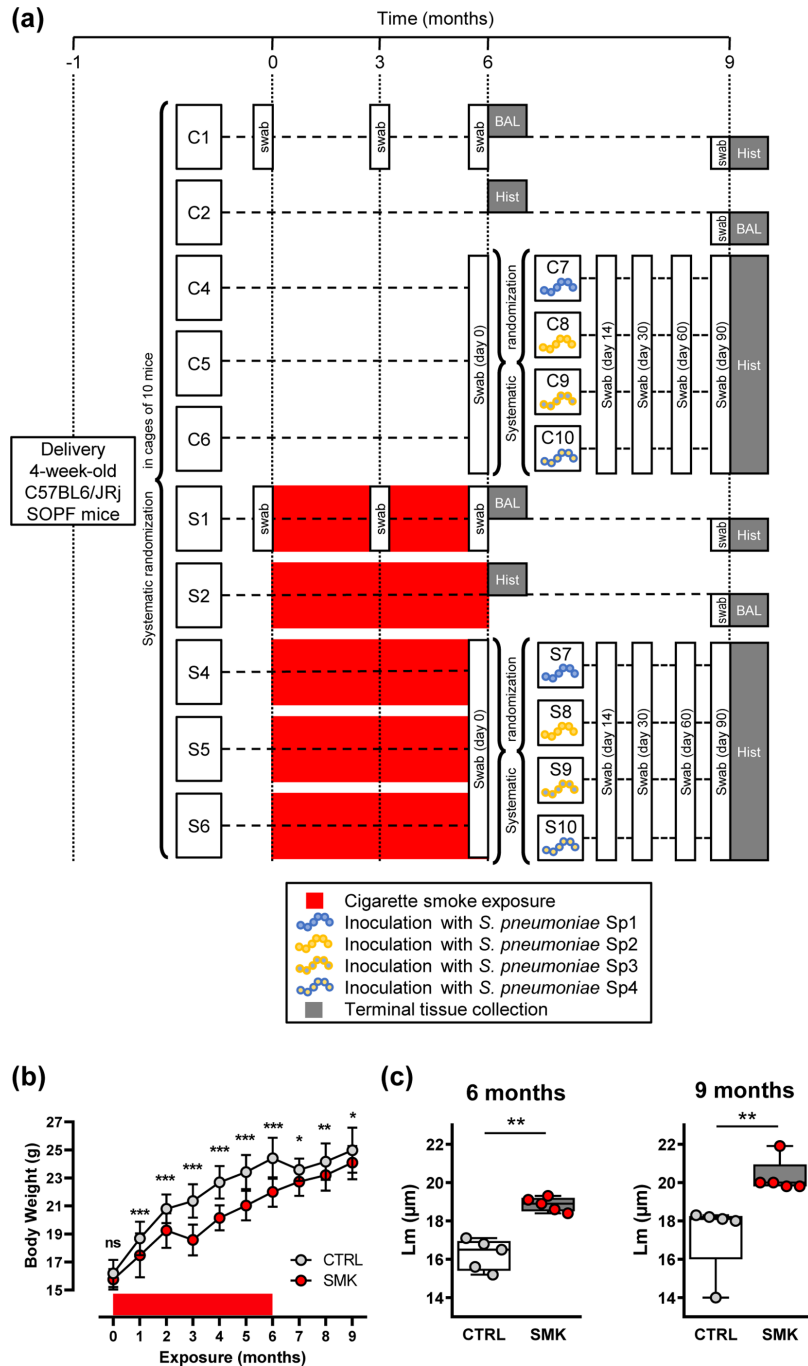 (a)
Time (months)
-1 0 3 6 9
C1 swab swab swab BAL swab Hist
C2 Hist swab BAL
C4
C5
C6
Swab (day 0)
Systematic randomization
C7
C8
C9
C10
Swab (day 14)
Swab (day 30)
Swab (day 60)
Swab (day 90)
Hist
Delivery
4-week-old
C57BL6/JRj
SOPF mice
Systematic randomization in cages of 10 mice
S1 swab swab swab BAL swab Hist
S2 Hist swab BAL
S4
S5
S6
Swab (day 0)
Systematic randomization
S7
S8
S9
S10
Swab (day 14)
Swab (day 30)
Swab (day 60)
Swab (day 90)
Hist
Cigarette smoke exposure
Inoculation with S. pneumoniae Sp1
Inoculation with S. pneumoniae Sp2
Inoculation with S. pneumoniae Sp3
Inoculation with S. pneumoniae Sp4
Terminal tissue collection
(b)
Body Weight (g)
27
25
23
21
19
17
15
ns *** *** *** *** *** *** * ** *
CTRL
SMK
0 1 2 3 4 5 6 7 8 9
Exposure (months)
(c)
6 months
**
Lm (µm)
22
20
18
16
14
CTRL SMK
9 months
**
Lm (µm)
22
20
18
16
14
CTRL SMK